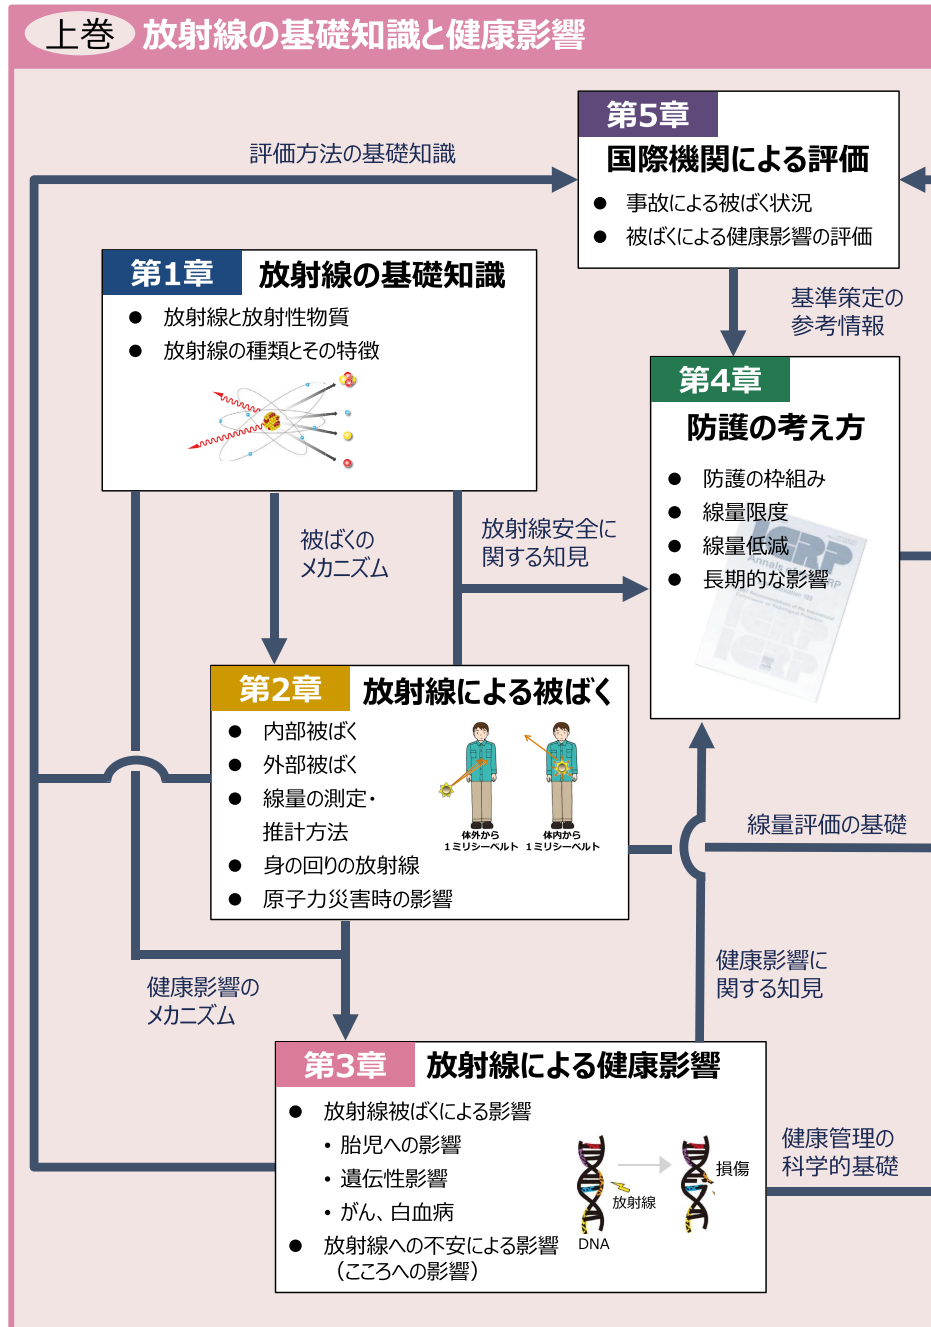 上巻 放射線の基礎知識と健康影響
第5章
国際機関による評価
● 事故による被ばく状況
● 被ばくによる健康影響の評価
評価方法の基礎知識
第1章 放射線の基礎知識
● 放射線と放射性物質
● 放射線の種類とその特徴
基準策定の
参考情報
第4章
防護の考え方
● 防護の枠組み
● 線量限度
● 線量低減
● 長期的な影響
ICRP
Annals of the ICRP
被ばくの
メカニズム
放射線安全に
関する知見
第2章 放射線による被ばく
● 内部被ばく
● 外部被ばく
● 線量の測定・
推計方法
● 身の回りの放射線
● 原子力災害時の影響
体外から
1ミリシーベルト
体内から
1ミリシーベルト
線量評価の基礎
健康影響の
メカニズム
健康影響に
関する知見
第3章 放射線による健康影響
● 放射線被ばくによる影響
・胎児への影響
・遺伝性影響
・がん、白血病
● 放射線への不安による影響
（こころへの影響）
放射線
損傷
DNA
健康管理の
科学的基礎